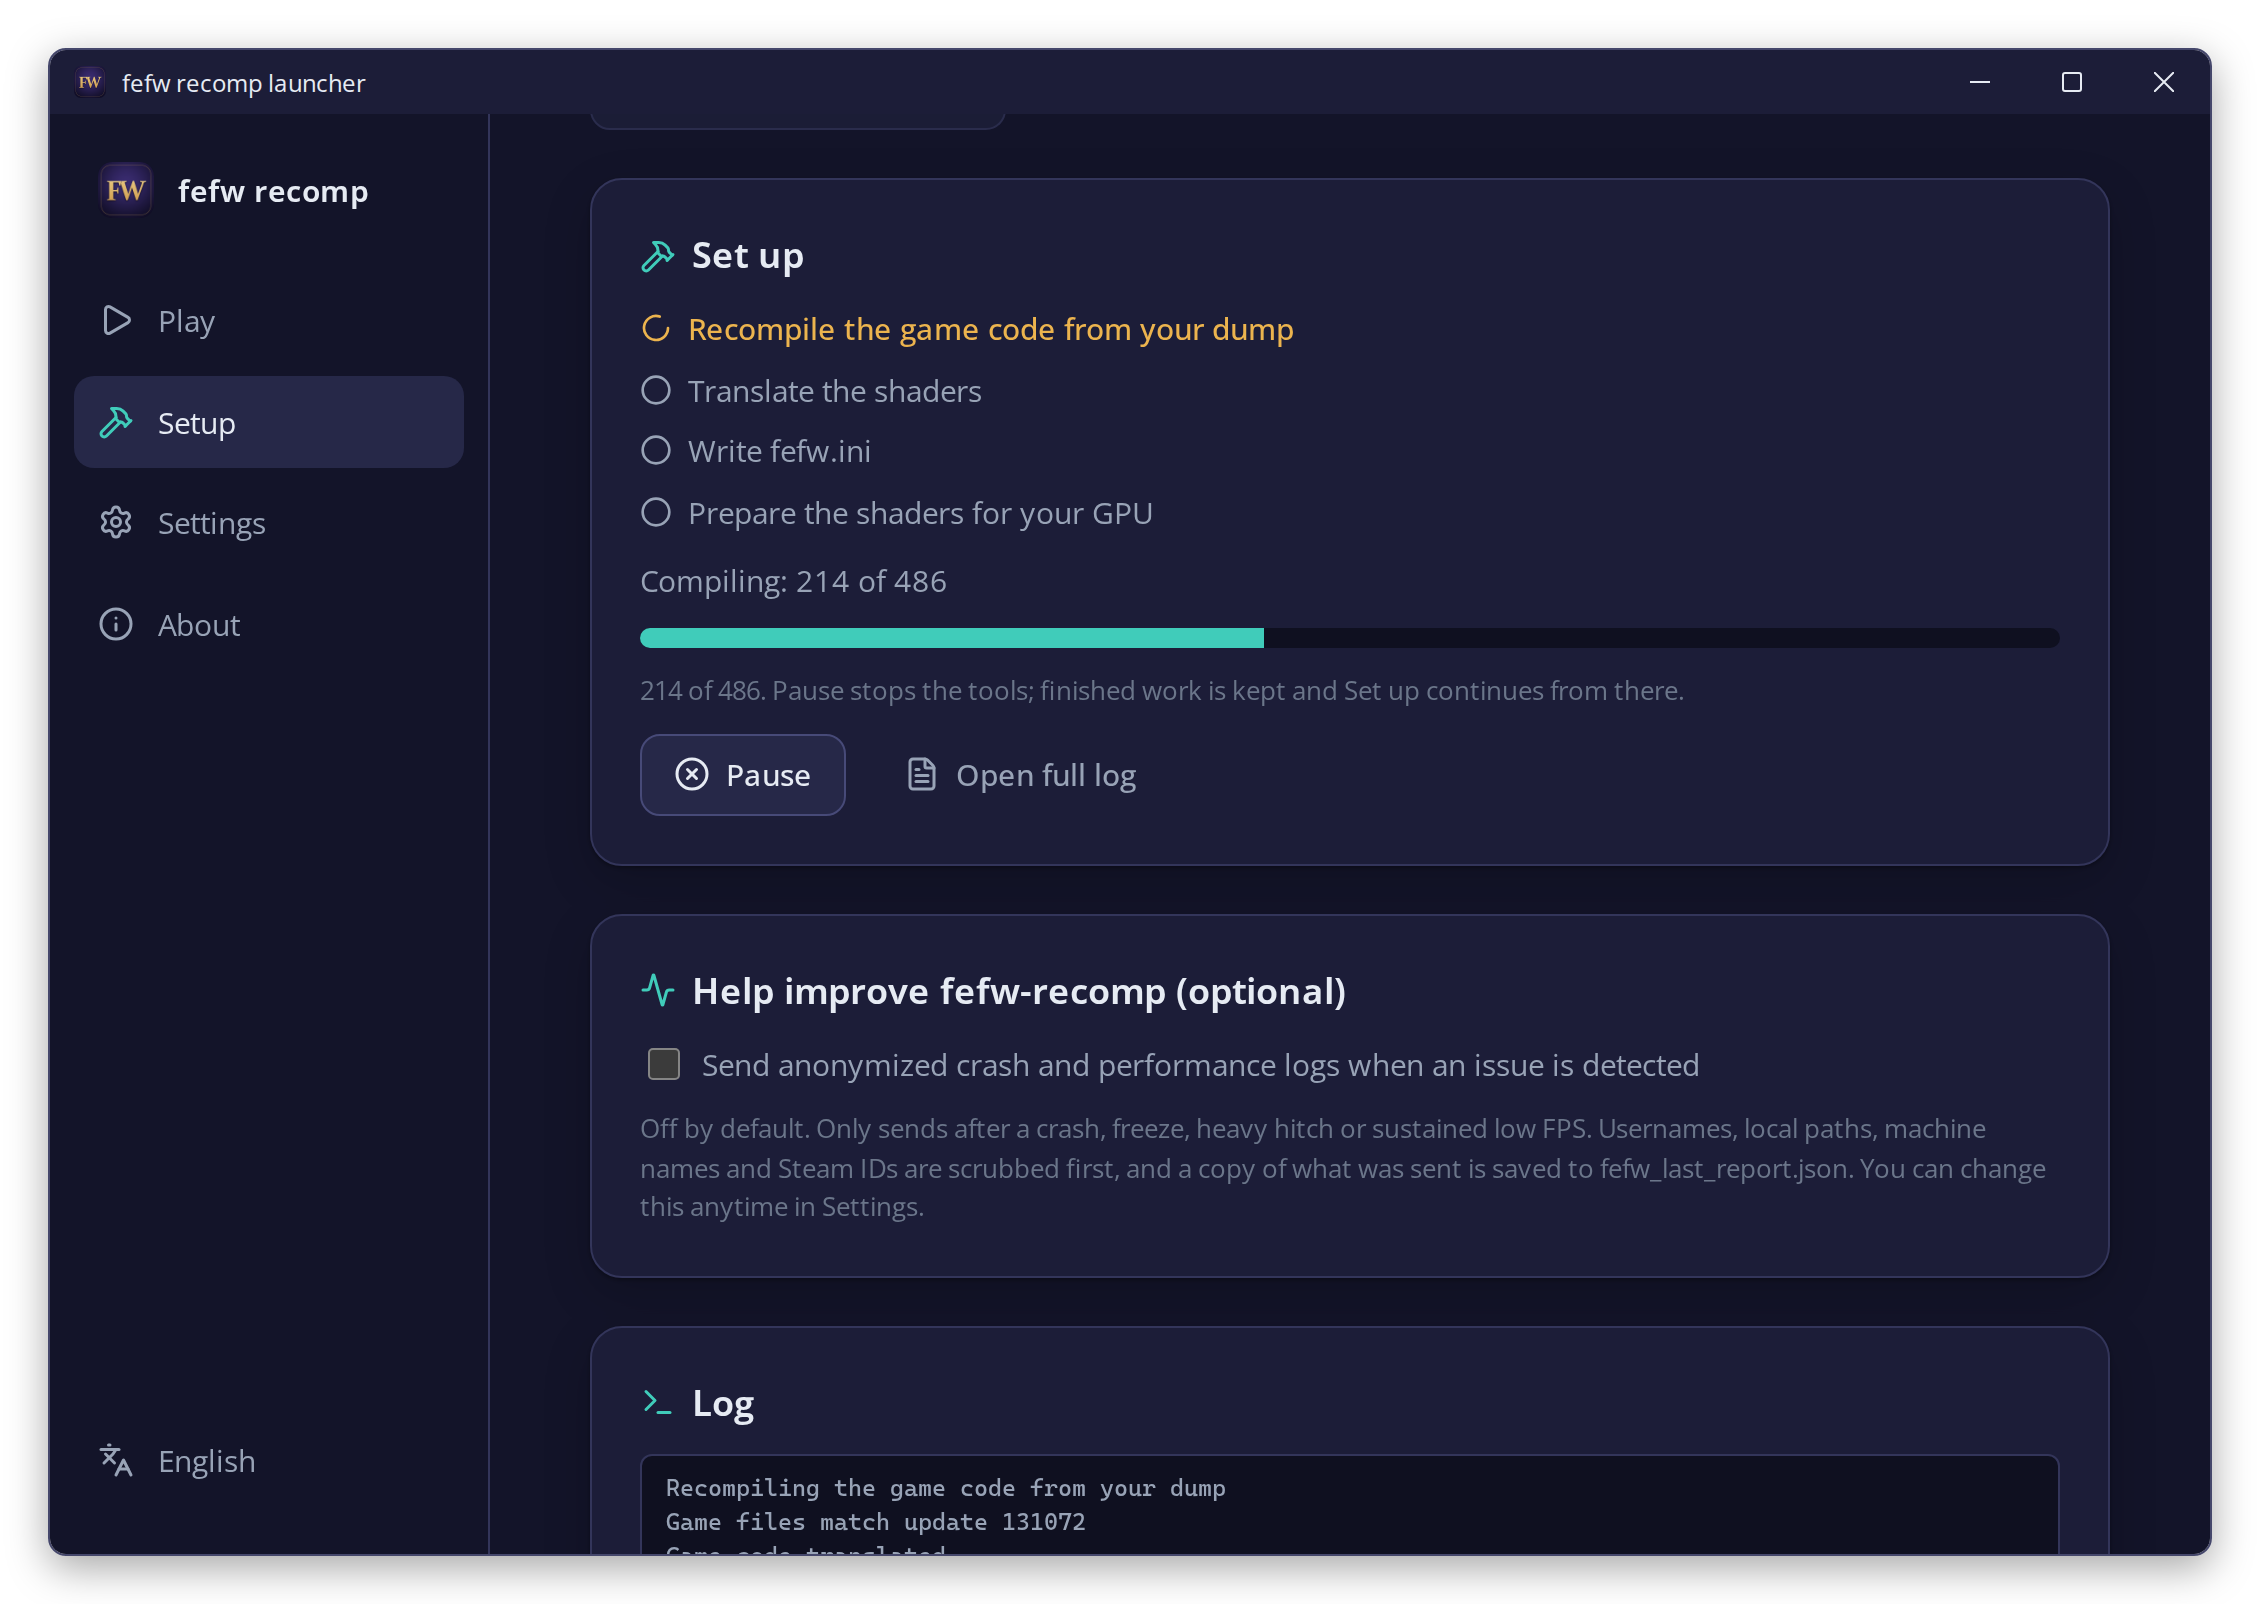 FW fefw recomp launcher
FW fefw recomp
Play
Setup
Settings
About
English
Set up
Recompile the game code from your dump
Translate the shaders
Write fefw.ini
Prepare the shaders for your GPU
Compiling: 214 of 486
214 of 486. Pause stops the tools; finished work is kept and Set up continues from there.
Pause
Open full log
Help improve fefw-recomp (optional)
Send anonymized crash and performance logs when an issue is detected
Off by default. Only sends after a crash, freeze, heavy hitch or sustained low FPS. Usernames, local paths, machine
names and Steam IDs are scrubbed first, and a copy of what was sent is saved to fefw_last_report.json. You can change
this anytime in Settings.
Log
Recompiling the game code from your dump
Game files match update 131072
Game code translated